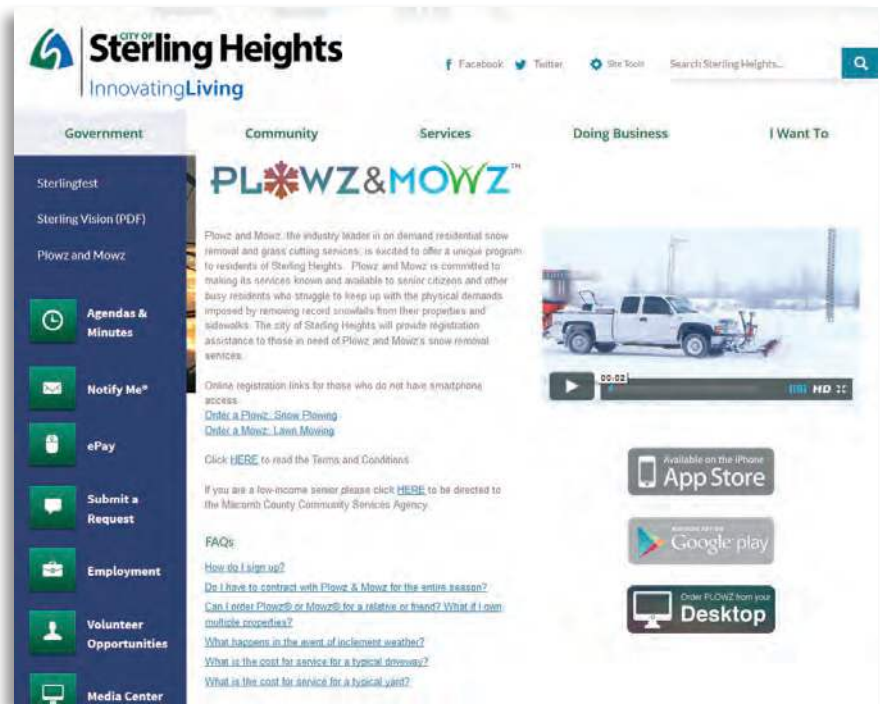 CITY OF
Sterling Heights
InnovatingLiving
Facebook Twitter Site Tools Search Sterling Heights...
Government Community Services Doing Business I Want To
Sterlingfest
Sterling Vision (PDF)
Plowz and Mowz
Agendas &
Minutes
Notify Me®
ePay
Submit a
Request
Employment
Volunteer
Opportunities
Media Center
PLOWZ&MOWZ™
Plowz and Mowz, the industry leader in on demand residential snow
removal and grass cutting services, is excited to offer a unique program
to residents of Sterling Heights. Plowz and Mowz is committed to
making its services known and available to senior citizens and other
busy residents who struggle to keep up with the physical demands
imposed by removing record snowfalls from their properties and
sidewalks. The city of Sterling Heights will provide registration
assistance to those in need of Plowz and Mowz's snow removal
services.
Online registration links for those who do not have smartphone
access.
Order a Plowz: Snow Plowing
Order a Mowz: Lawn Mowing
Click HERE to read the Terms and Conditions
If you are a low-income senior please click HERE to be directed to
the Macomb County Community Services Agency.
FAQs
How do I sign up?
Do I have to contract with Plowz & Mowz for the entire season?
Can I order Plowz® or Mowz® for a relative or friend? What if I own
multiple properties?
What happens in the event of inclement weather?
What is the cost for service for a typical driveway?
What is the cost for service for a typical yard?
00:02
HD
Available on the iPhone
App Store
Google play
Order PLOWZ from your
Desktop